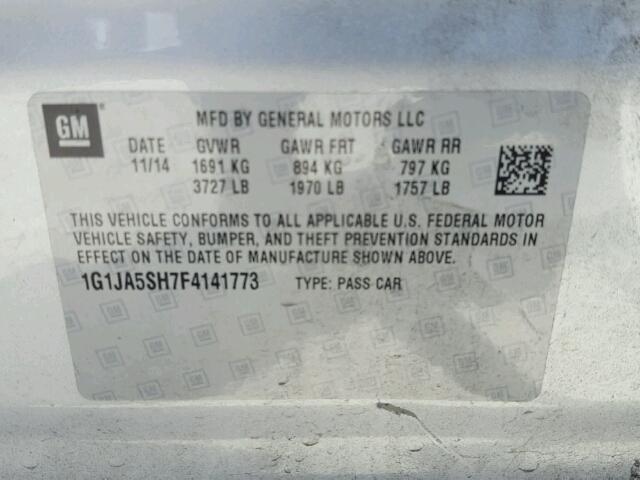 GM
MFD BY GENERAL MOTORS LLC
DATE GVWR GAWR FRT GAWR RR
11/14 1691 KG 894 KG 797 KG
3727 LB 1970 LB 1757 LB
THIS VEHICLE CONFORMS TO ALL APPLICABLE U.S. FEDERAL MOTOR
VEHICLE SAFETY, BUMPER, AND THEFT PREVENTION STANDARDS IN
EFFECT ON THE DATE OF MANUFACTURE SHOWN ABOVE.
1G1JA5SH7F4141773 TYPE: PASS CAR